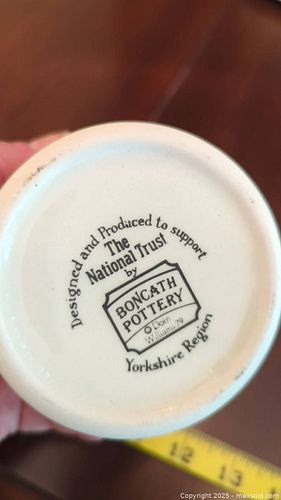 Designed and Produced to support
The
National Trust
by
BONCATH
POTTERY
© Dorn
Williams 79
Yorkshire Region
12 13
Copyright © 2025 - maxsold.com